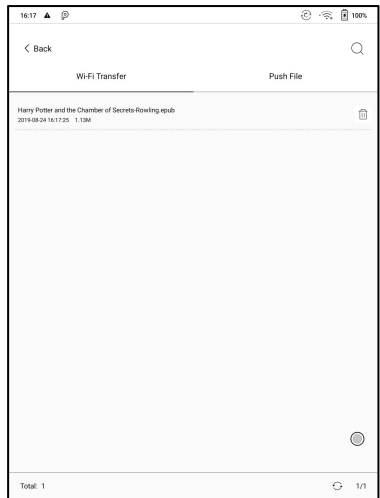 16:17 100%
Back
Wi-Fi Transfer Push File
Harry Potter and the Chamber of Secrets-Rowling.epub
2019-08-24 16:17:25 1.13M
Total: 1 1/1